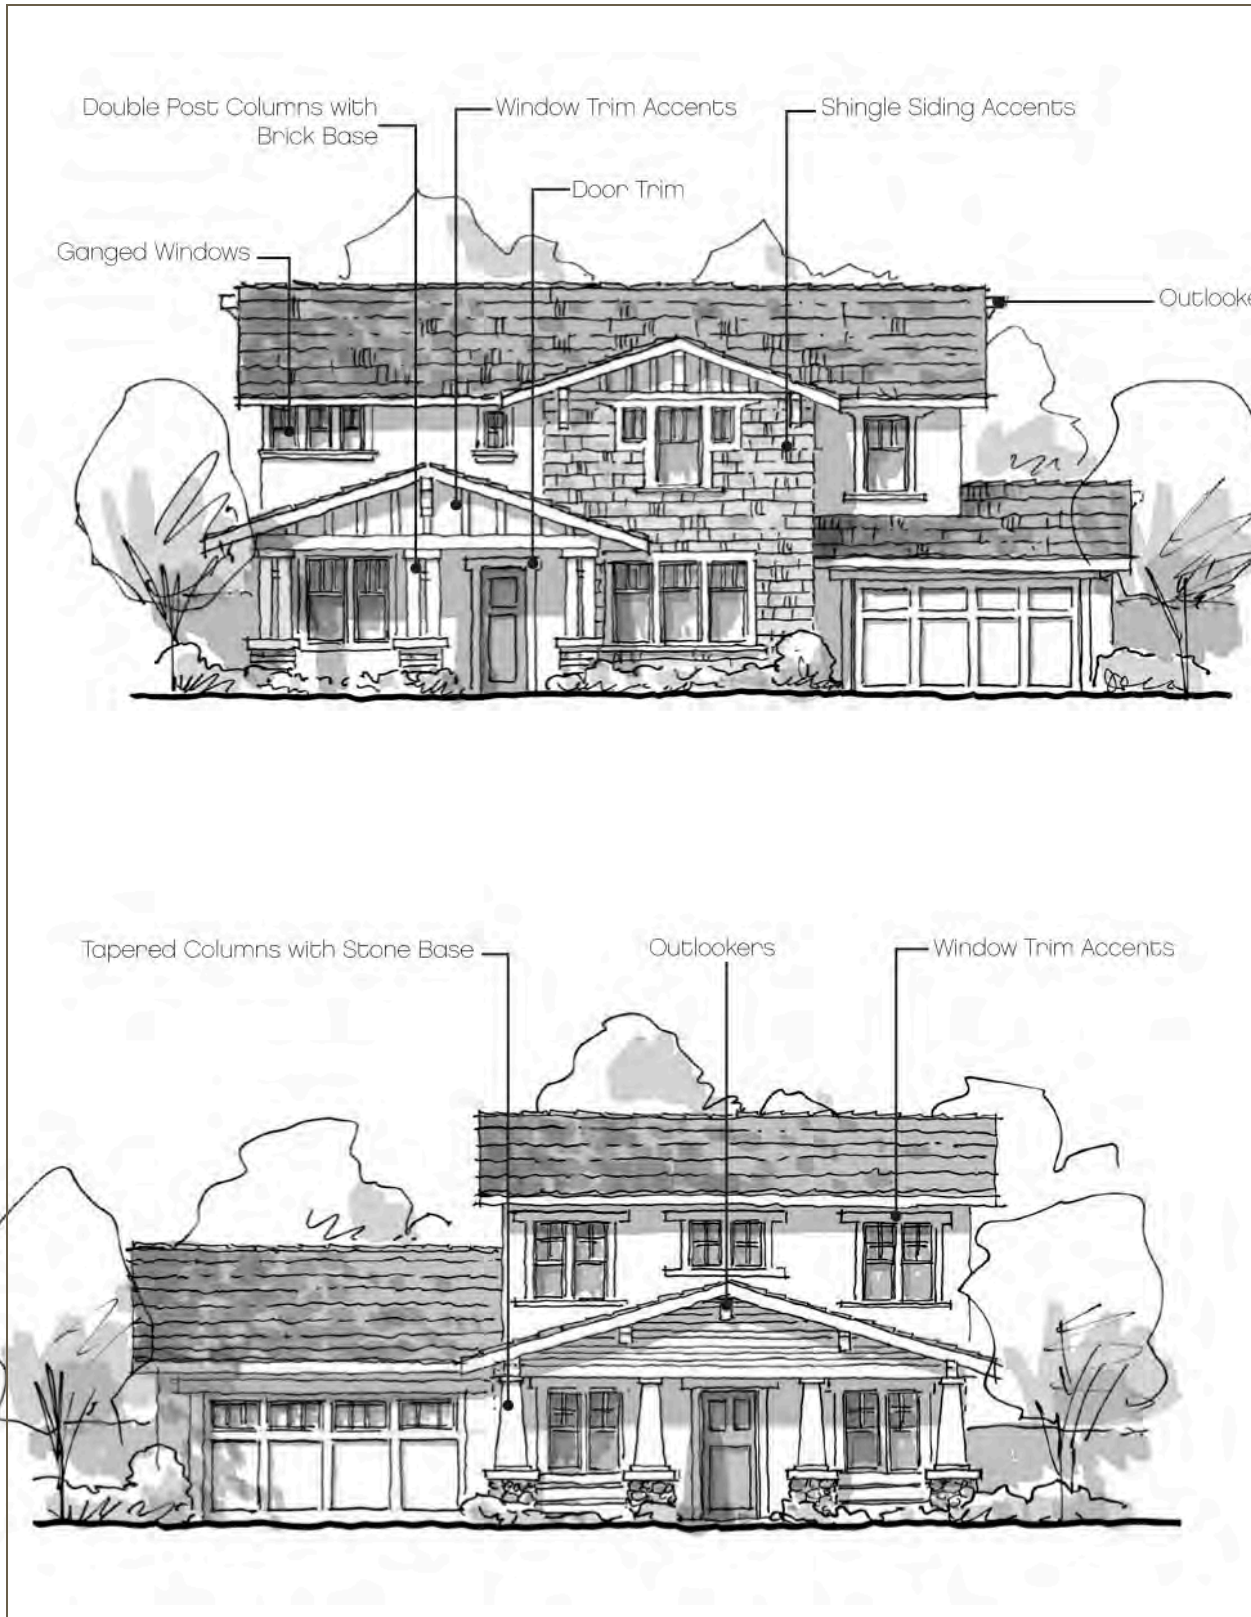 Double Post Columns with
Brick Base
Window Trim Accents
Shingle Siding Accents
Door Trim
Ganged Windows
Outlooke
Tapered Columns with Stone Base
Outlookers
Window Trim Accents